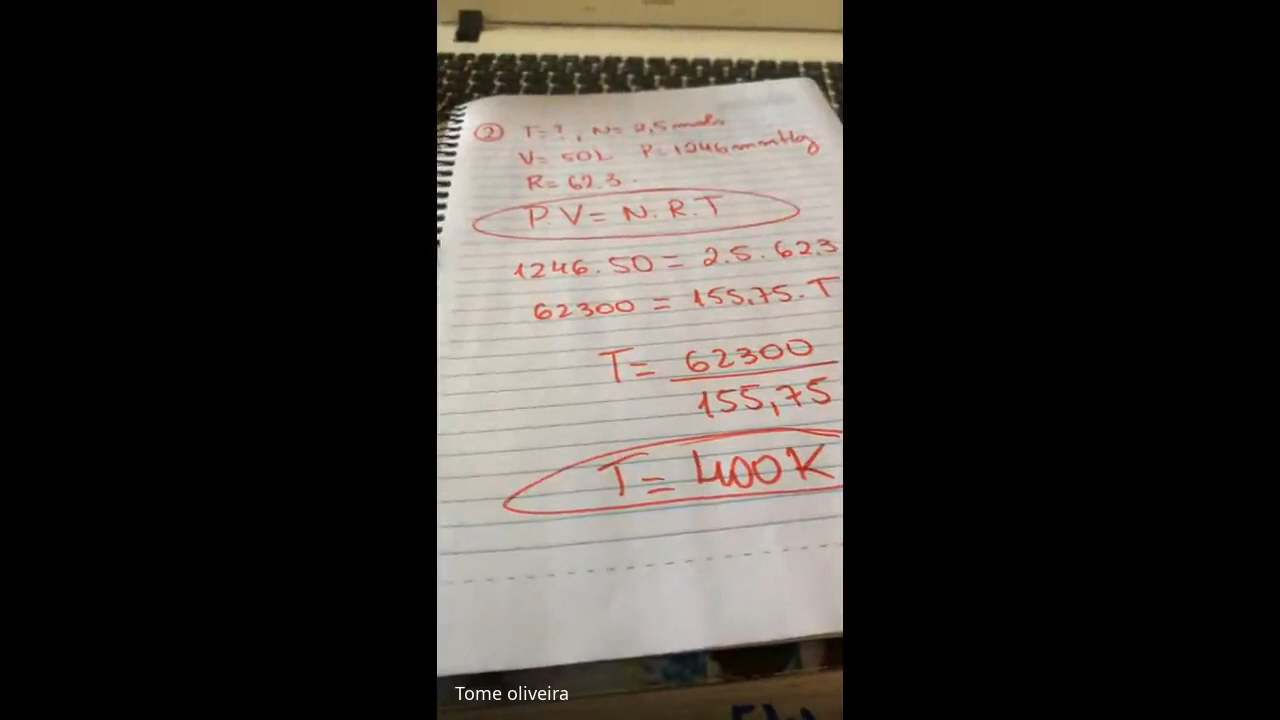 2 T=?, N= 2,5 mols
V= 50L P= 1246 mmHg
R= 62.3.
P.V= N.R.T
1246.50 = 2.5.62.3
62300 = 155,75.T
T= 62300
155,75
T= 400K
Tome oliveira